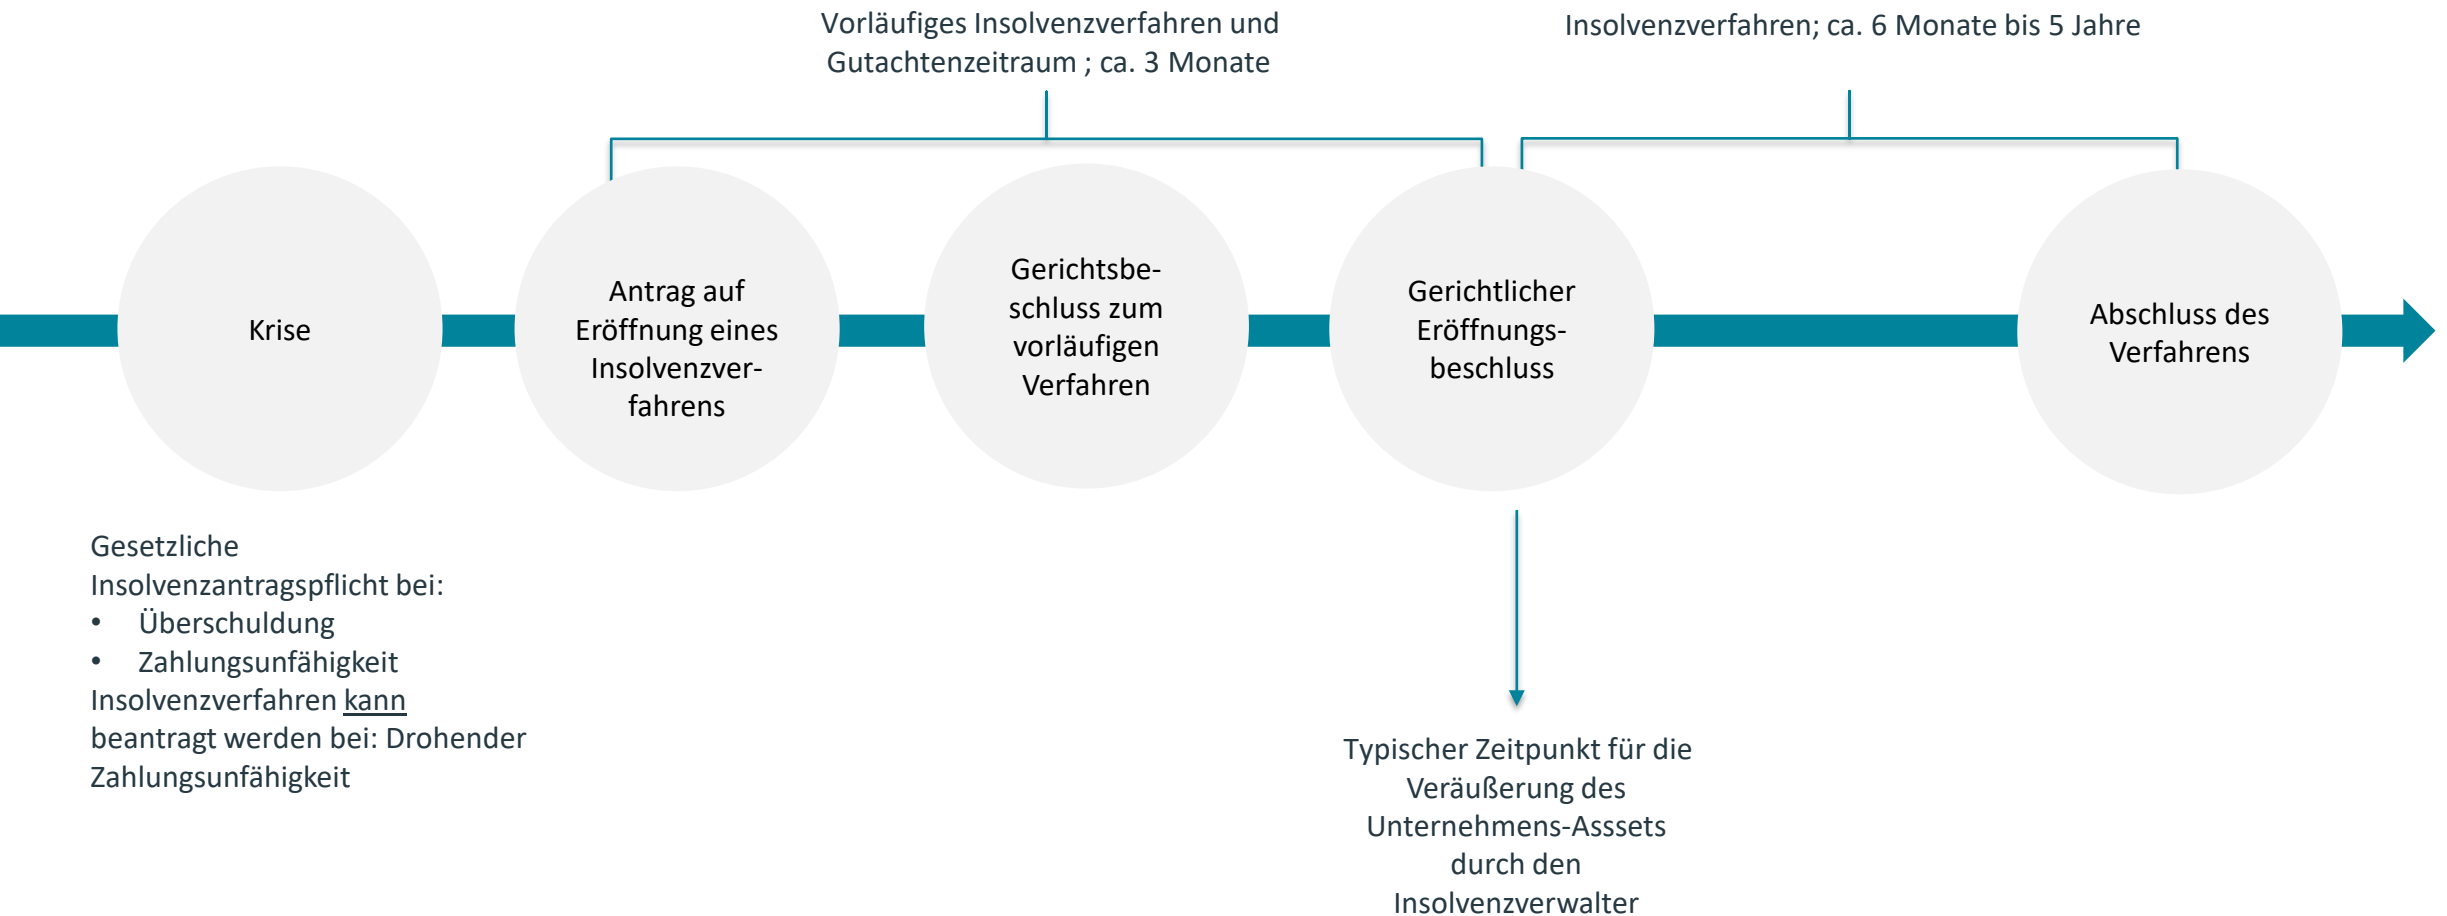 Vorläufiges Insolvenzverfahren und
Gutachtenzeitraum ; ca. 3 Monate
Insolvenzverfahren; ca. 6 Monate bis 5 Jahre
Krise
Antrag auf
Eröffnung eines
Insolvenzver-
fahrens
Gerichtsbe-
schluss zum
vorläufigen
Verfahren
Gerichtlicher
Eröffnungs-
beschluss
Abschluss des
Verfahrens
Gesetzliche
Insolvenzantragspflicht bei:
• Überschuldung
• Zahlungsunfähigkeit
Insolvenzverfahren kann
beantragt werden bei: Drohender
Zahlungsunfähigkeit
Typischer Zeitpunkt für die
Veräußerung des
Unternehmens-Asssets
durch den
Insolvenzverwalter